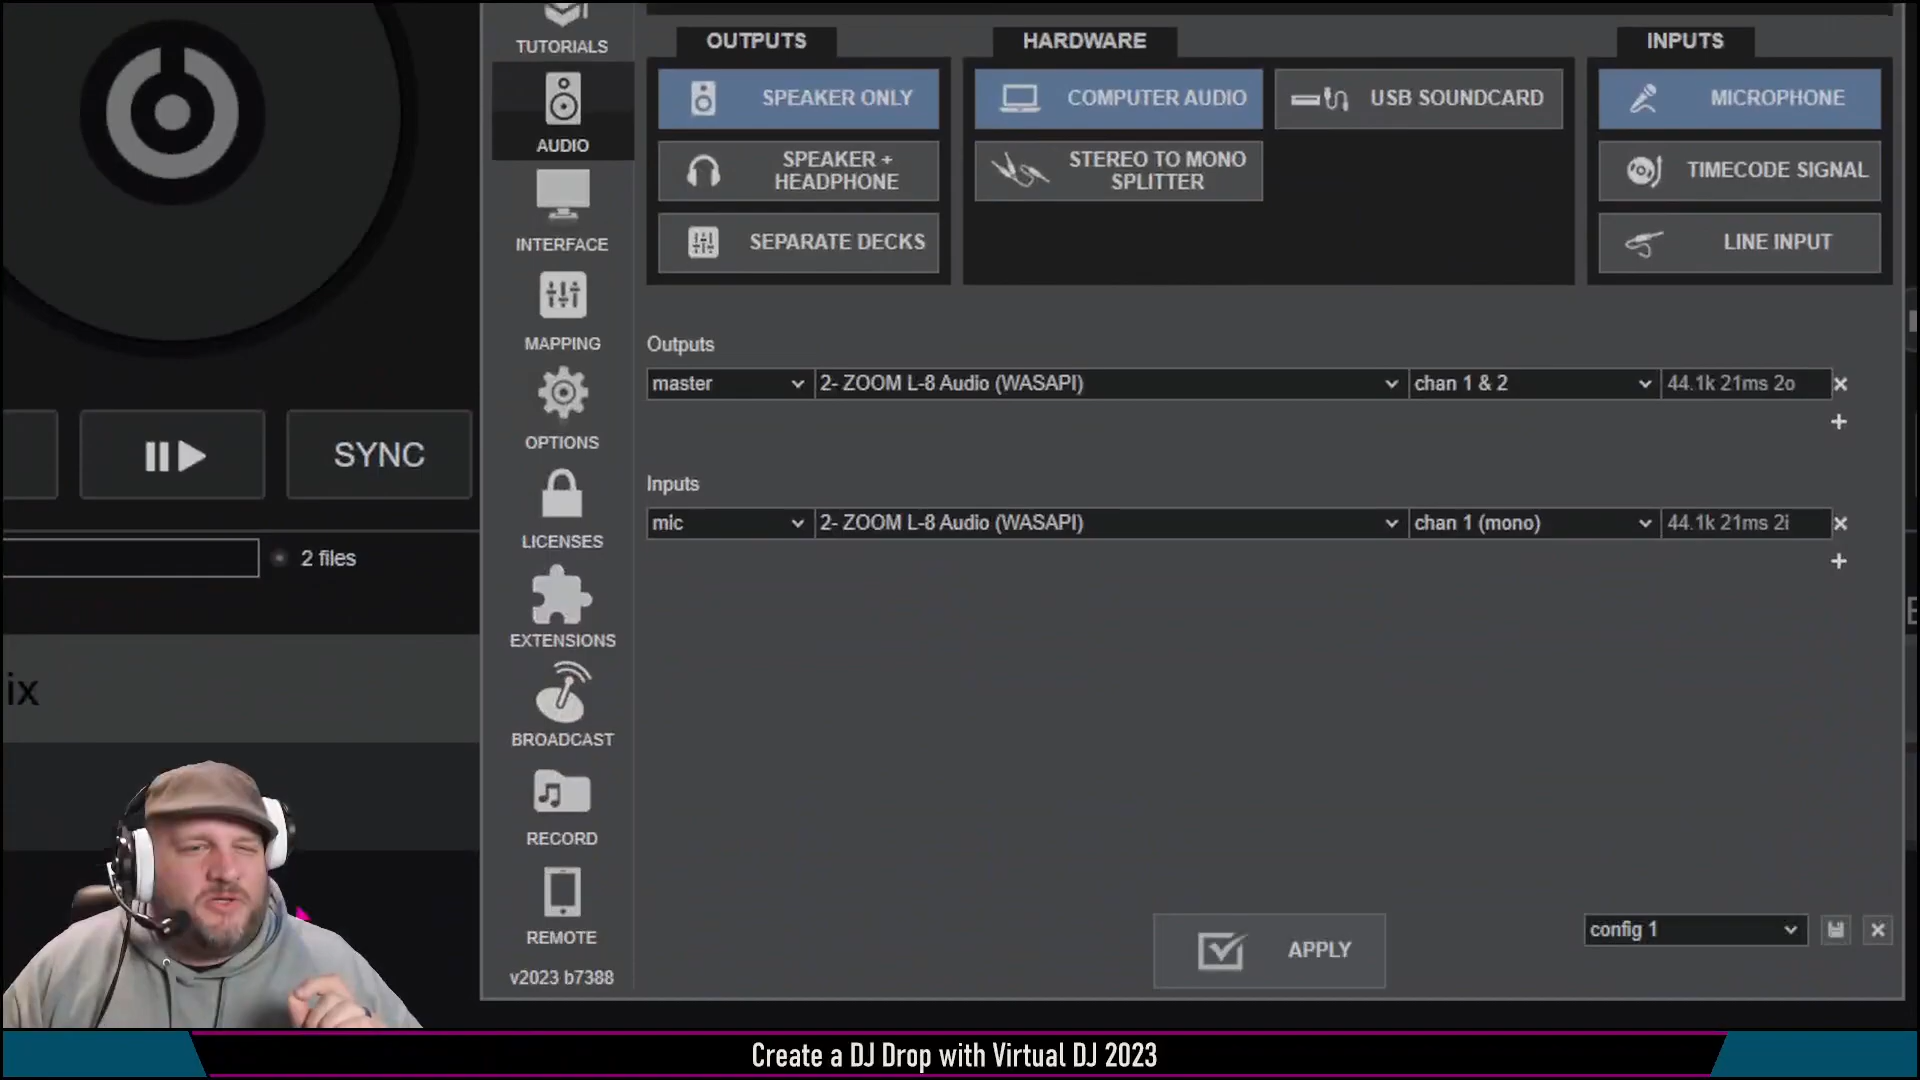 TUTORIALS
AUDIO
INTERFACE
MAPPING
OPTIONS
LICENSES
EXTENSIONS
BROADCAST
RECORD
REMOTE
v2023 b7388
OUTPUTS
SPEAKER ONLY
SPEAKER +
HEADPHONE
SEPARATE DECKS
HARDWARE
COMPUTER AUDIO
USB SOUNDCARD
STEREO TO MONO
SPLITTER
INPUTS
MICROPHONE
TIMECODE SIGNAL
LINE INPUT
Outputs
master
2- ZOOM L-8 Audio (WASAPI)
chan 1 & 2
44.1k 21ms 2o
Inputs
mic
2- ZOOM L-8 Audio (WASAPI)
chan 1 (mono)
44.1k 21ms 2i
APPLY
config 1
SYNC
2 files
ix
Create a DJ Drop with Virtual DJ 2023